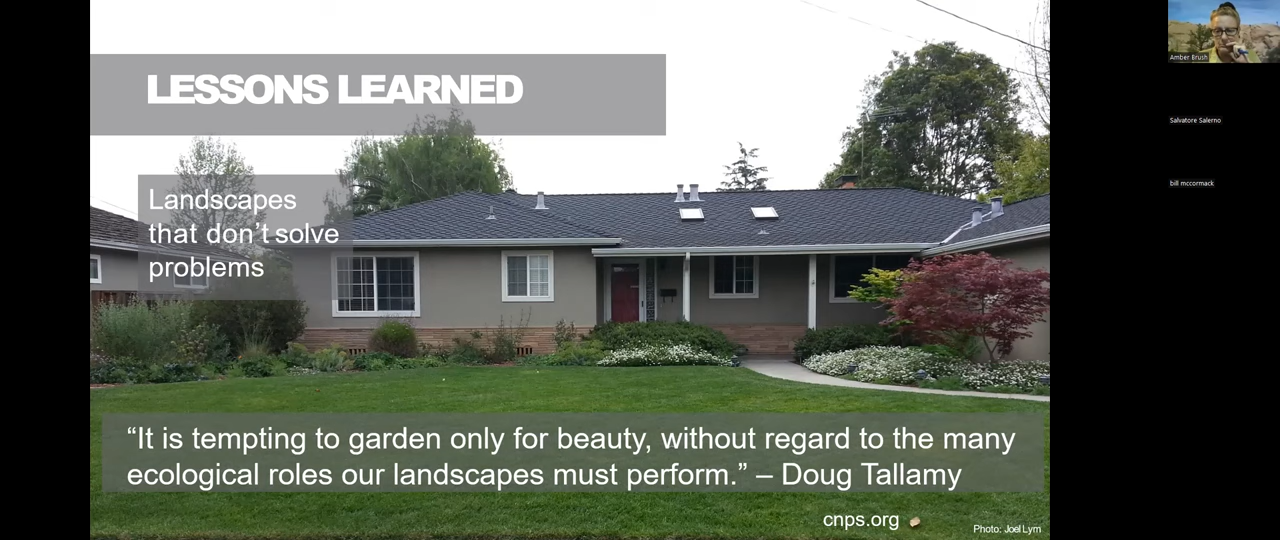 LESSONS LEARNED
Landscapes
that don't solve
problems
“It is tempting to garden only for beauty, without regard to the many
ecological roles our landscapes must perform.” – Doug Tallamy
cnps.org
Photo: Joel Lym
Amber Brush
Salvatore Salerno
bill mccormack